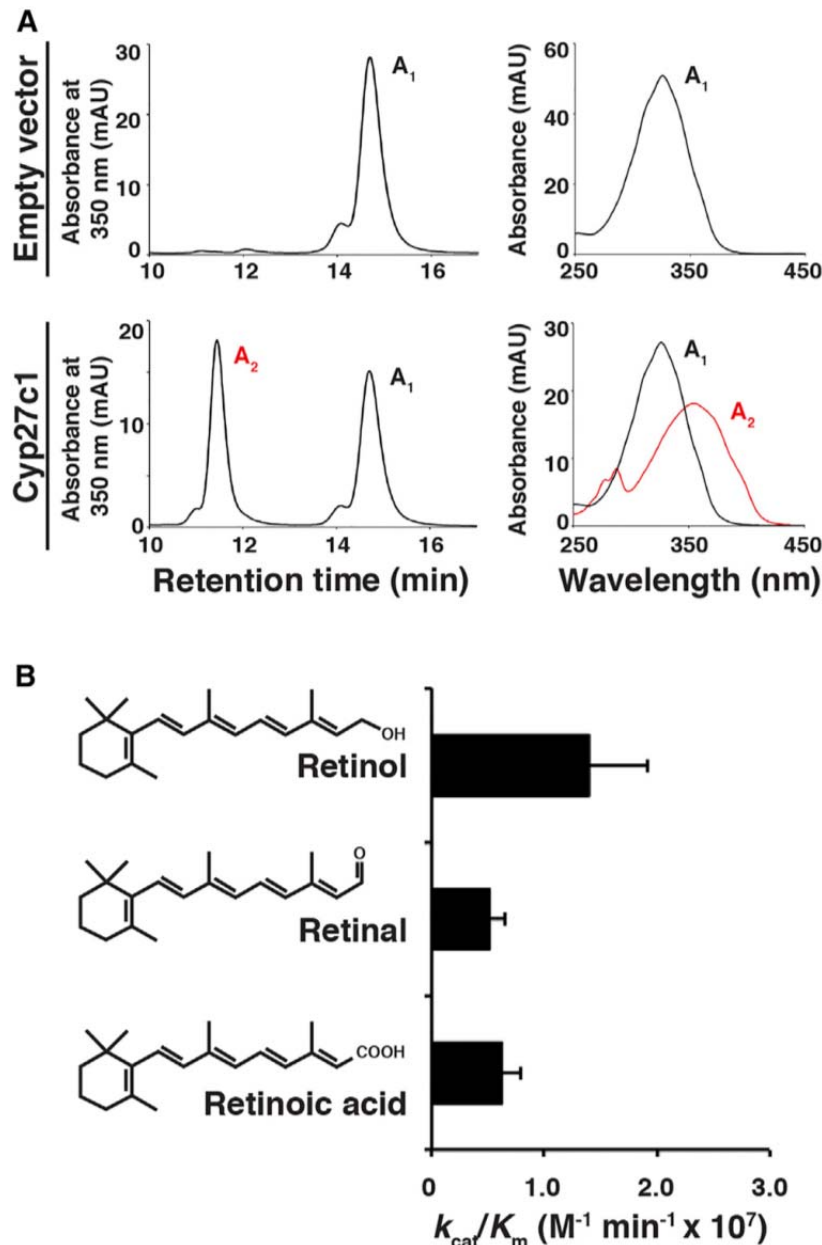 A
Empty vector
Absorbance at
350 nm (mAU)
30
20
10
0
10
12
14
16
A₁
Absorbance (mAU)
60
40
20
0
250
350
450
A₁
Cyp27c1
Absorbance at
350 nm (mAU)
20
10
0
10
12
14
16
A₂
A₁
Retention time (min)
Absorbance (mAU)
30
20
10
0
250
350
450
A₁
A₂
Wavelength (nm)
B
OH
Retinol
O
Retinal
COOH
Retinoic acid
0
1.0
2.0
3.0
kcat/Km (M⁻¹ min⁻¹ x 10⁷)